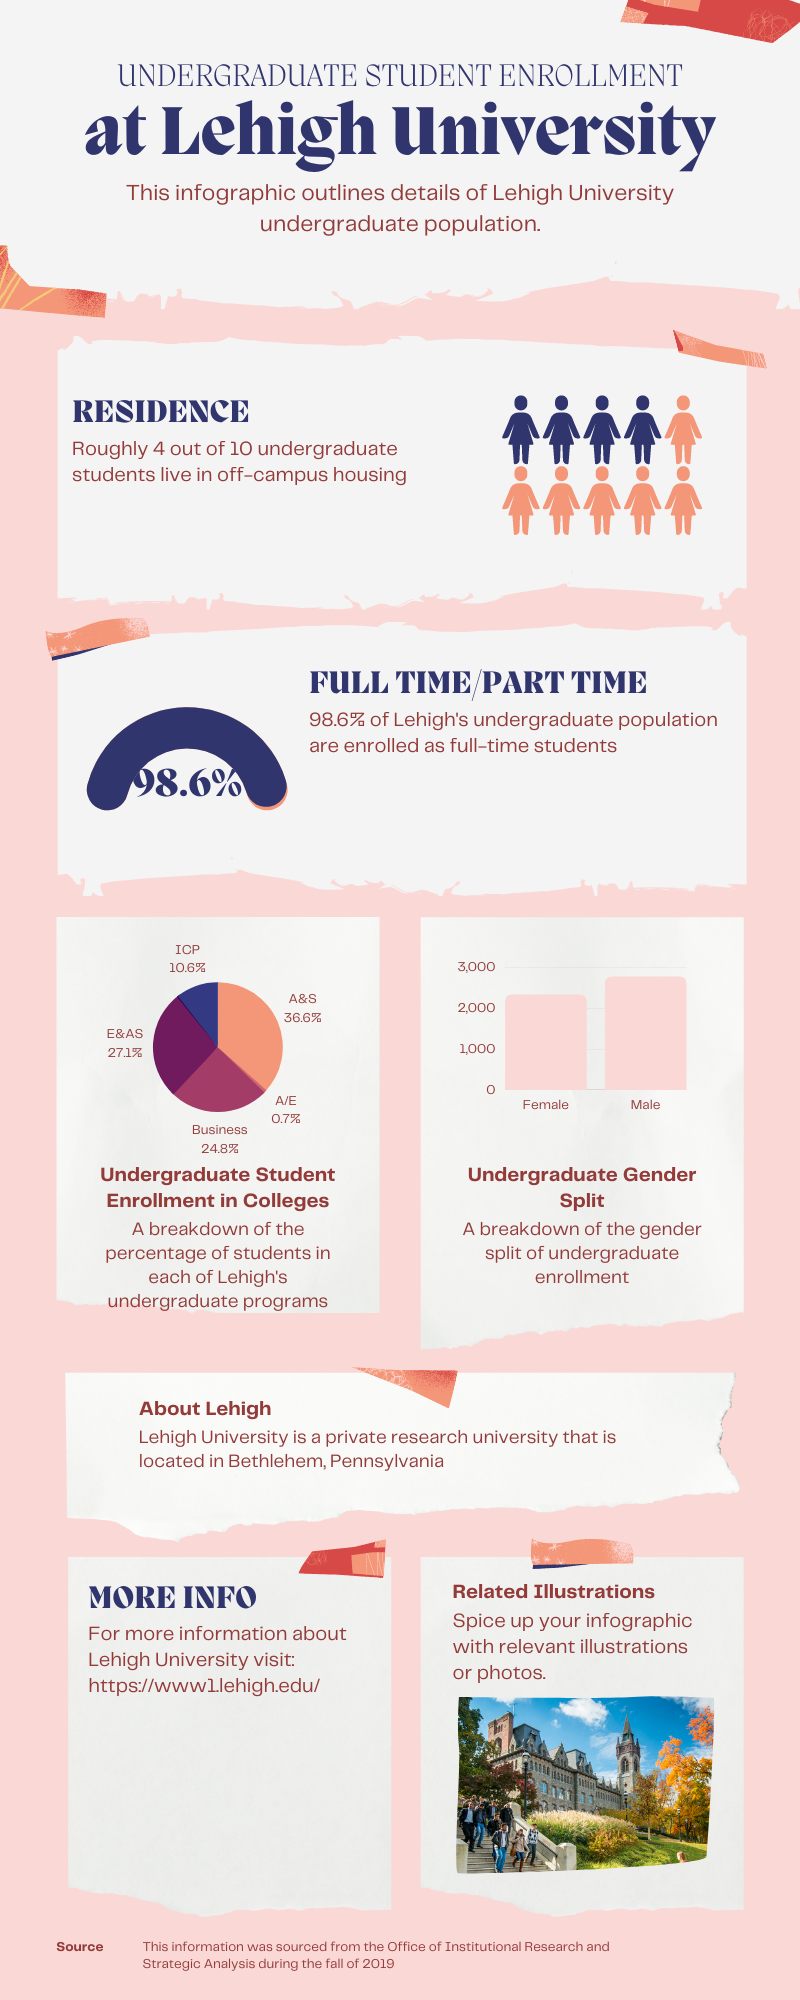 UNDERGRADUATE STUDENT ENROLLMENT
at Lehigh University
This infographic outlines details of Lehigh University
undergraduate population.
RESIDENCE
Roughly 4 out of 10 undergraduate
students live in off-campus housing
FULL TIME/PART TIME
98.6% of Lehigh's undergraduate population
are enrolled as full-time students
98.6%
ICP
10.6%
A&S
36.6%
E&AS
27.1%
A/E
0.7%
Business
24.8%
Undergraduate Student
Enrollment in Colleges
A breakdown of the
percentage of students in
each of Lehigh's
undergraduate programs
3,000
2,000
1,000
0
Female Male
Undergraduate Gender
Split
A breakdown of the gender
split of undergraduate
enrollment
About Lehigh
Lehigh University is a private research university that is
located in Bethlehem, Pennsylvania
MORE INFO
For more information about
Lehigh University visit:
https://www1.lehigh.edu/
Related Illustrations
Spice up your infographic
with relevant illustrations
or photos.
Source
This information was sourced from the Office of Institutional Research and
Strategic Analysis during the fall of 2019